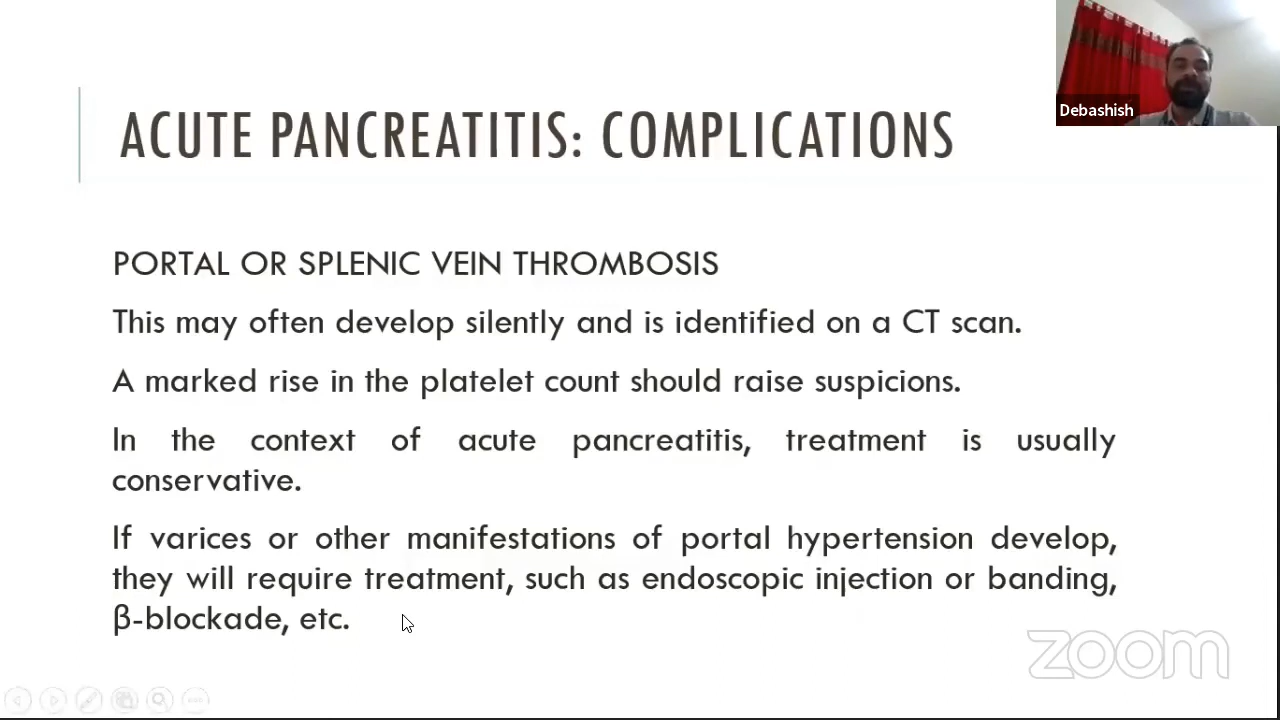 Debashish
ACUTE PANCREATITIS: COMPLICATIONS
PORTAL OR SPLENIC VEIN THROMBOSIS
This may often develop silently and is identified on a CT scan.
A marked rise in the platelet count should raise suspicions.
In the context of acute pancreatitis, treatment is usually
conservative.
If varices or other manifestations of portal hypertension develop,
they will require treatment, such as endoscopic injection or banding,
β-blockade, etc.
zoom